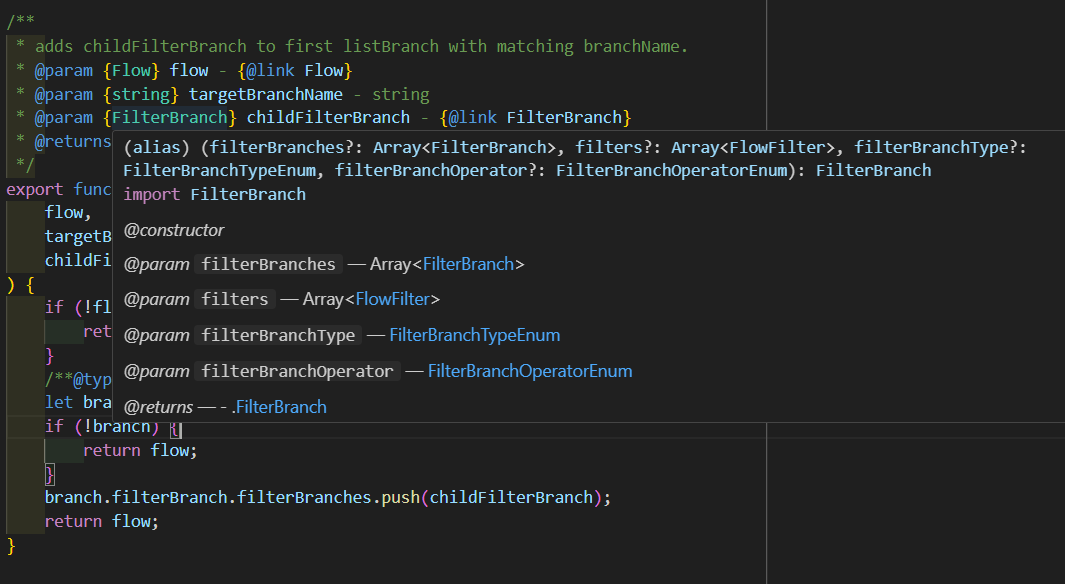 /**
 * adds childFilterBranch to first listBranch with matching branchName.
 * @param {Flow} flow - {@link Flow}
 * @param {string} targetBranchName - string
 * @param {FilterBranch} childFilterBranch - {@link FilterBranch}
 * @returns
 */
export func
    flow,
    targetB
    childFi
) {
    if (!fl
        ret
    }
    /**@typ
    let bra
(alias) (filterBranches?: Array<FilterBranch>, filters?: Array<FlowFilter>, filterBranchType?:
FilterBranchTypeEnum, filterBranchOperator?: FilterBranchOperatorEnum): FilterBranch
import FilterBranch
@constructor
@param filterBranches — Array<FilterBranch>
@param filters — Array<FlowFilter>
@param filterBranchType — FilterBranchTypeEnum
@param filterBranchOperator — FilterBranchOperatorEnum
@returns — - .FilterBranch
    if (!branch) {
        return flow;
    }
    branch.filterBranch.filterBranches.push(childFilterBranch);
    return flow;
}